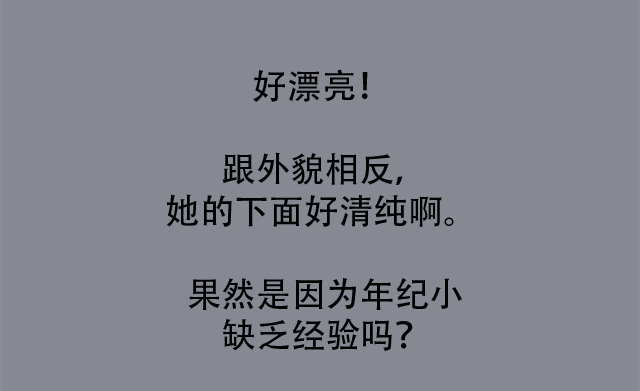 好漂亮！
跟外貌相反，
她的下面好清纯啊。
果然是因为年纪小
缺乏经验吗？